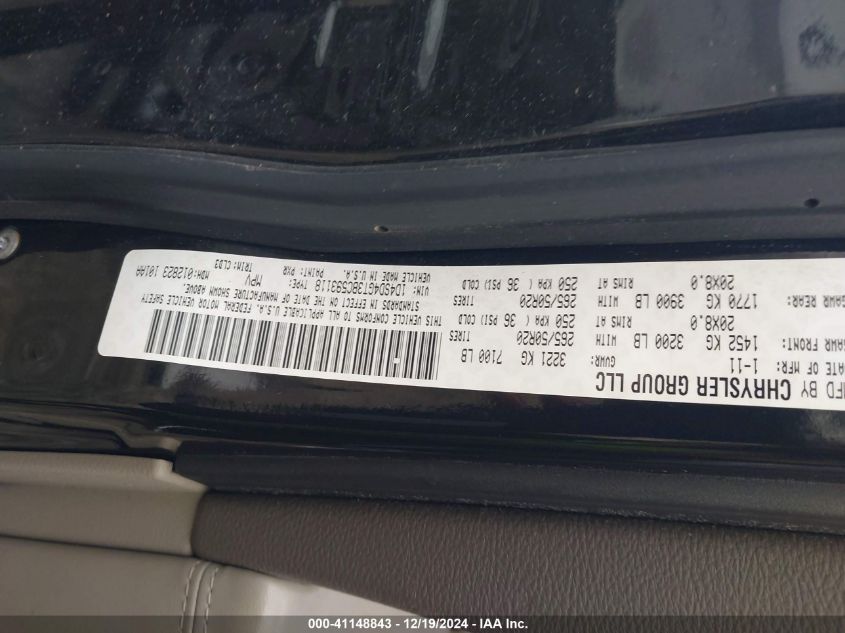 MFD BY CHRYSLER GROUP LLC
DATE OF MFR: 1-11 GVWR: 3221 KG 7100 LB
GAWR FRONT: 1452 KG 3200 LB WITH 265/50R20 TIRES
20X8.0 RIMS AT 250 KPA ( 36 PSI) COLD
GAWR REAR: 1770 KG 3900 LB WITH 265/50R20 TIRES
20X8.0 RIMS AT 250 KPA ( 36 PSI) COLD
THIS VEHICLE CONFORMS TO ALL APPLICABLE U.S.A. FEDERAL MOTOR VEHICLE SAFETY
STANDARDS IN EFFECT ON THE DATE OF MANUFACTURE SHOWN ABOVE.
VIN: 1D4SD4GT3BC593118 TYPE: MPV MDH:012823 101AA
VEHICLE MADE IN U.S.A. PAINT: PXR TRIM: CLD3
000-41148843 - 12/19/2024 - IAA Inc.